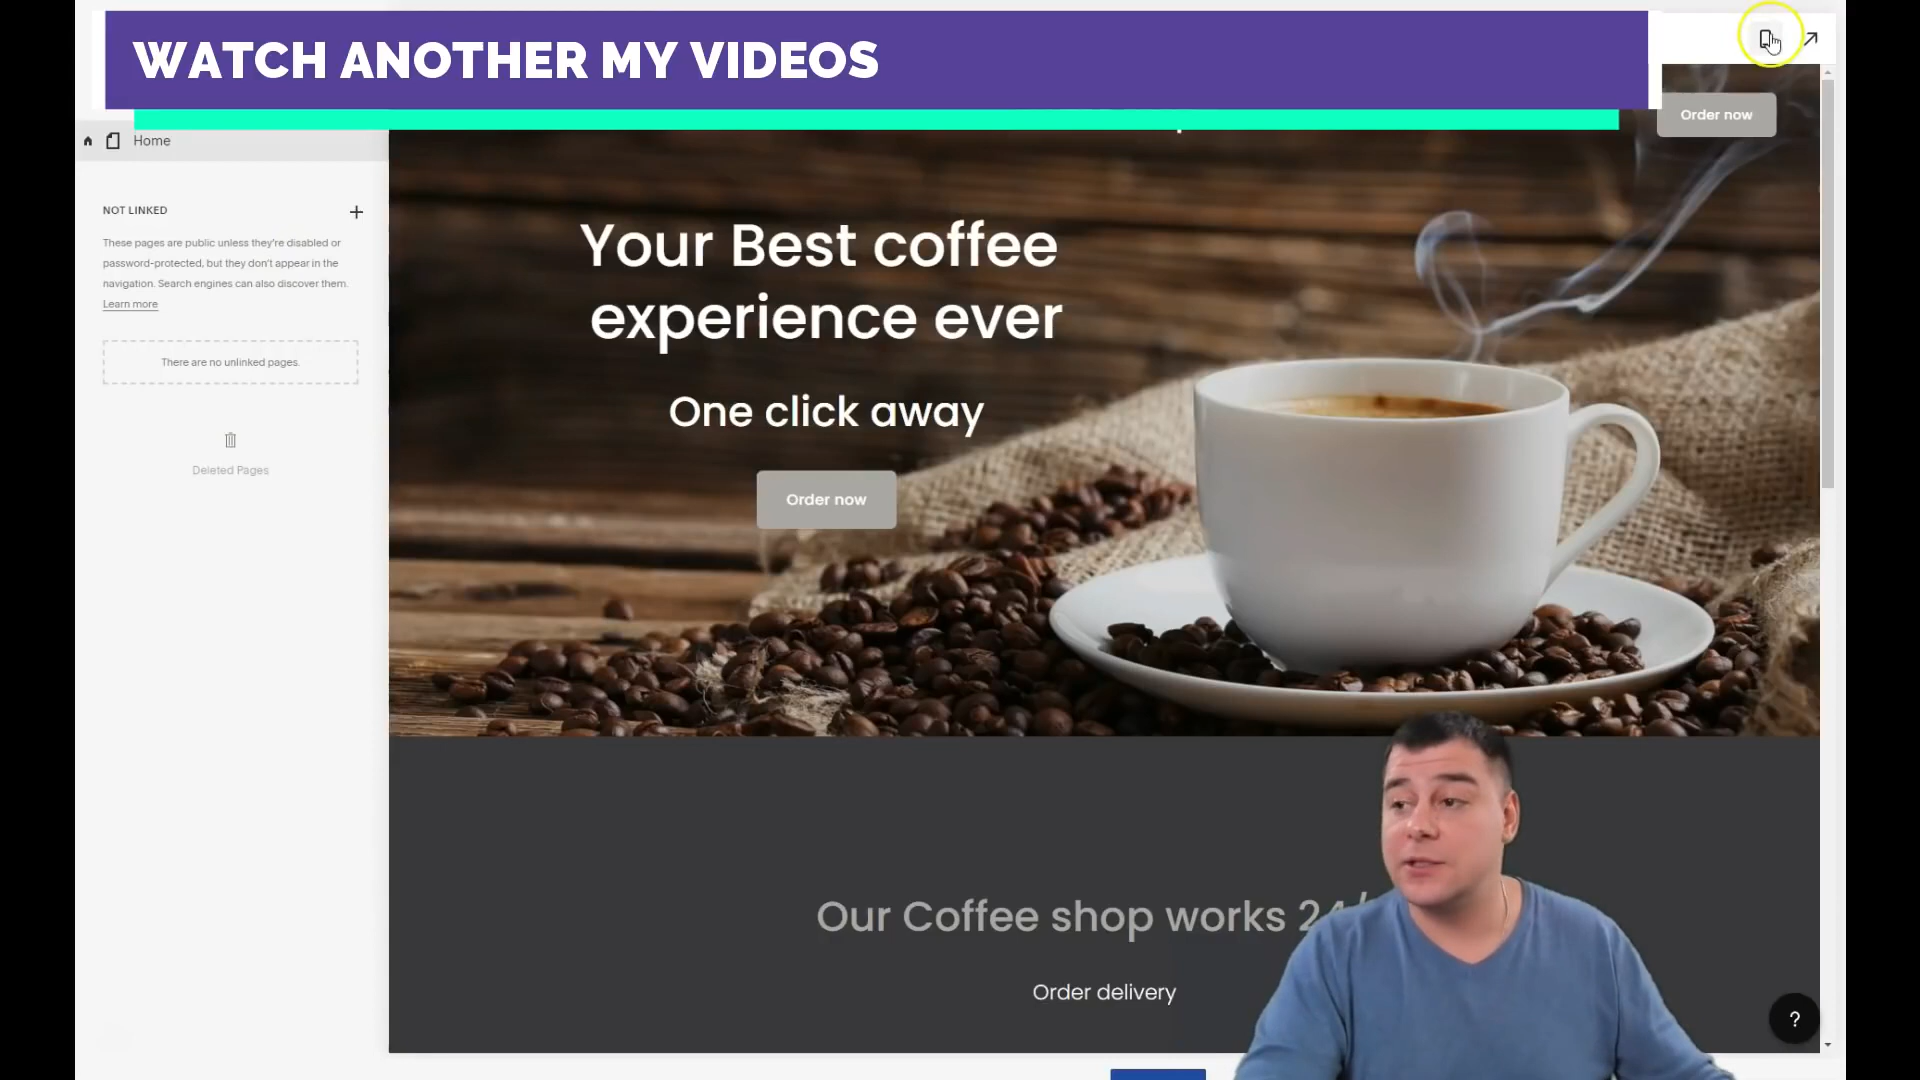 WATCH ANOTHER MY VIDEOS
Order now
Home
NOT LINKED
These pages are public unless they're disabled or
password-protected, but they don't appear in the
navigation. Search engines can also discover them.
Learn more
There are no unlinked pages.
Deleted Pages
Your Best coffee
experience ever
One click away
Order now
Our Coffee shop works 24/
Order delivery
?